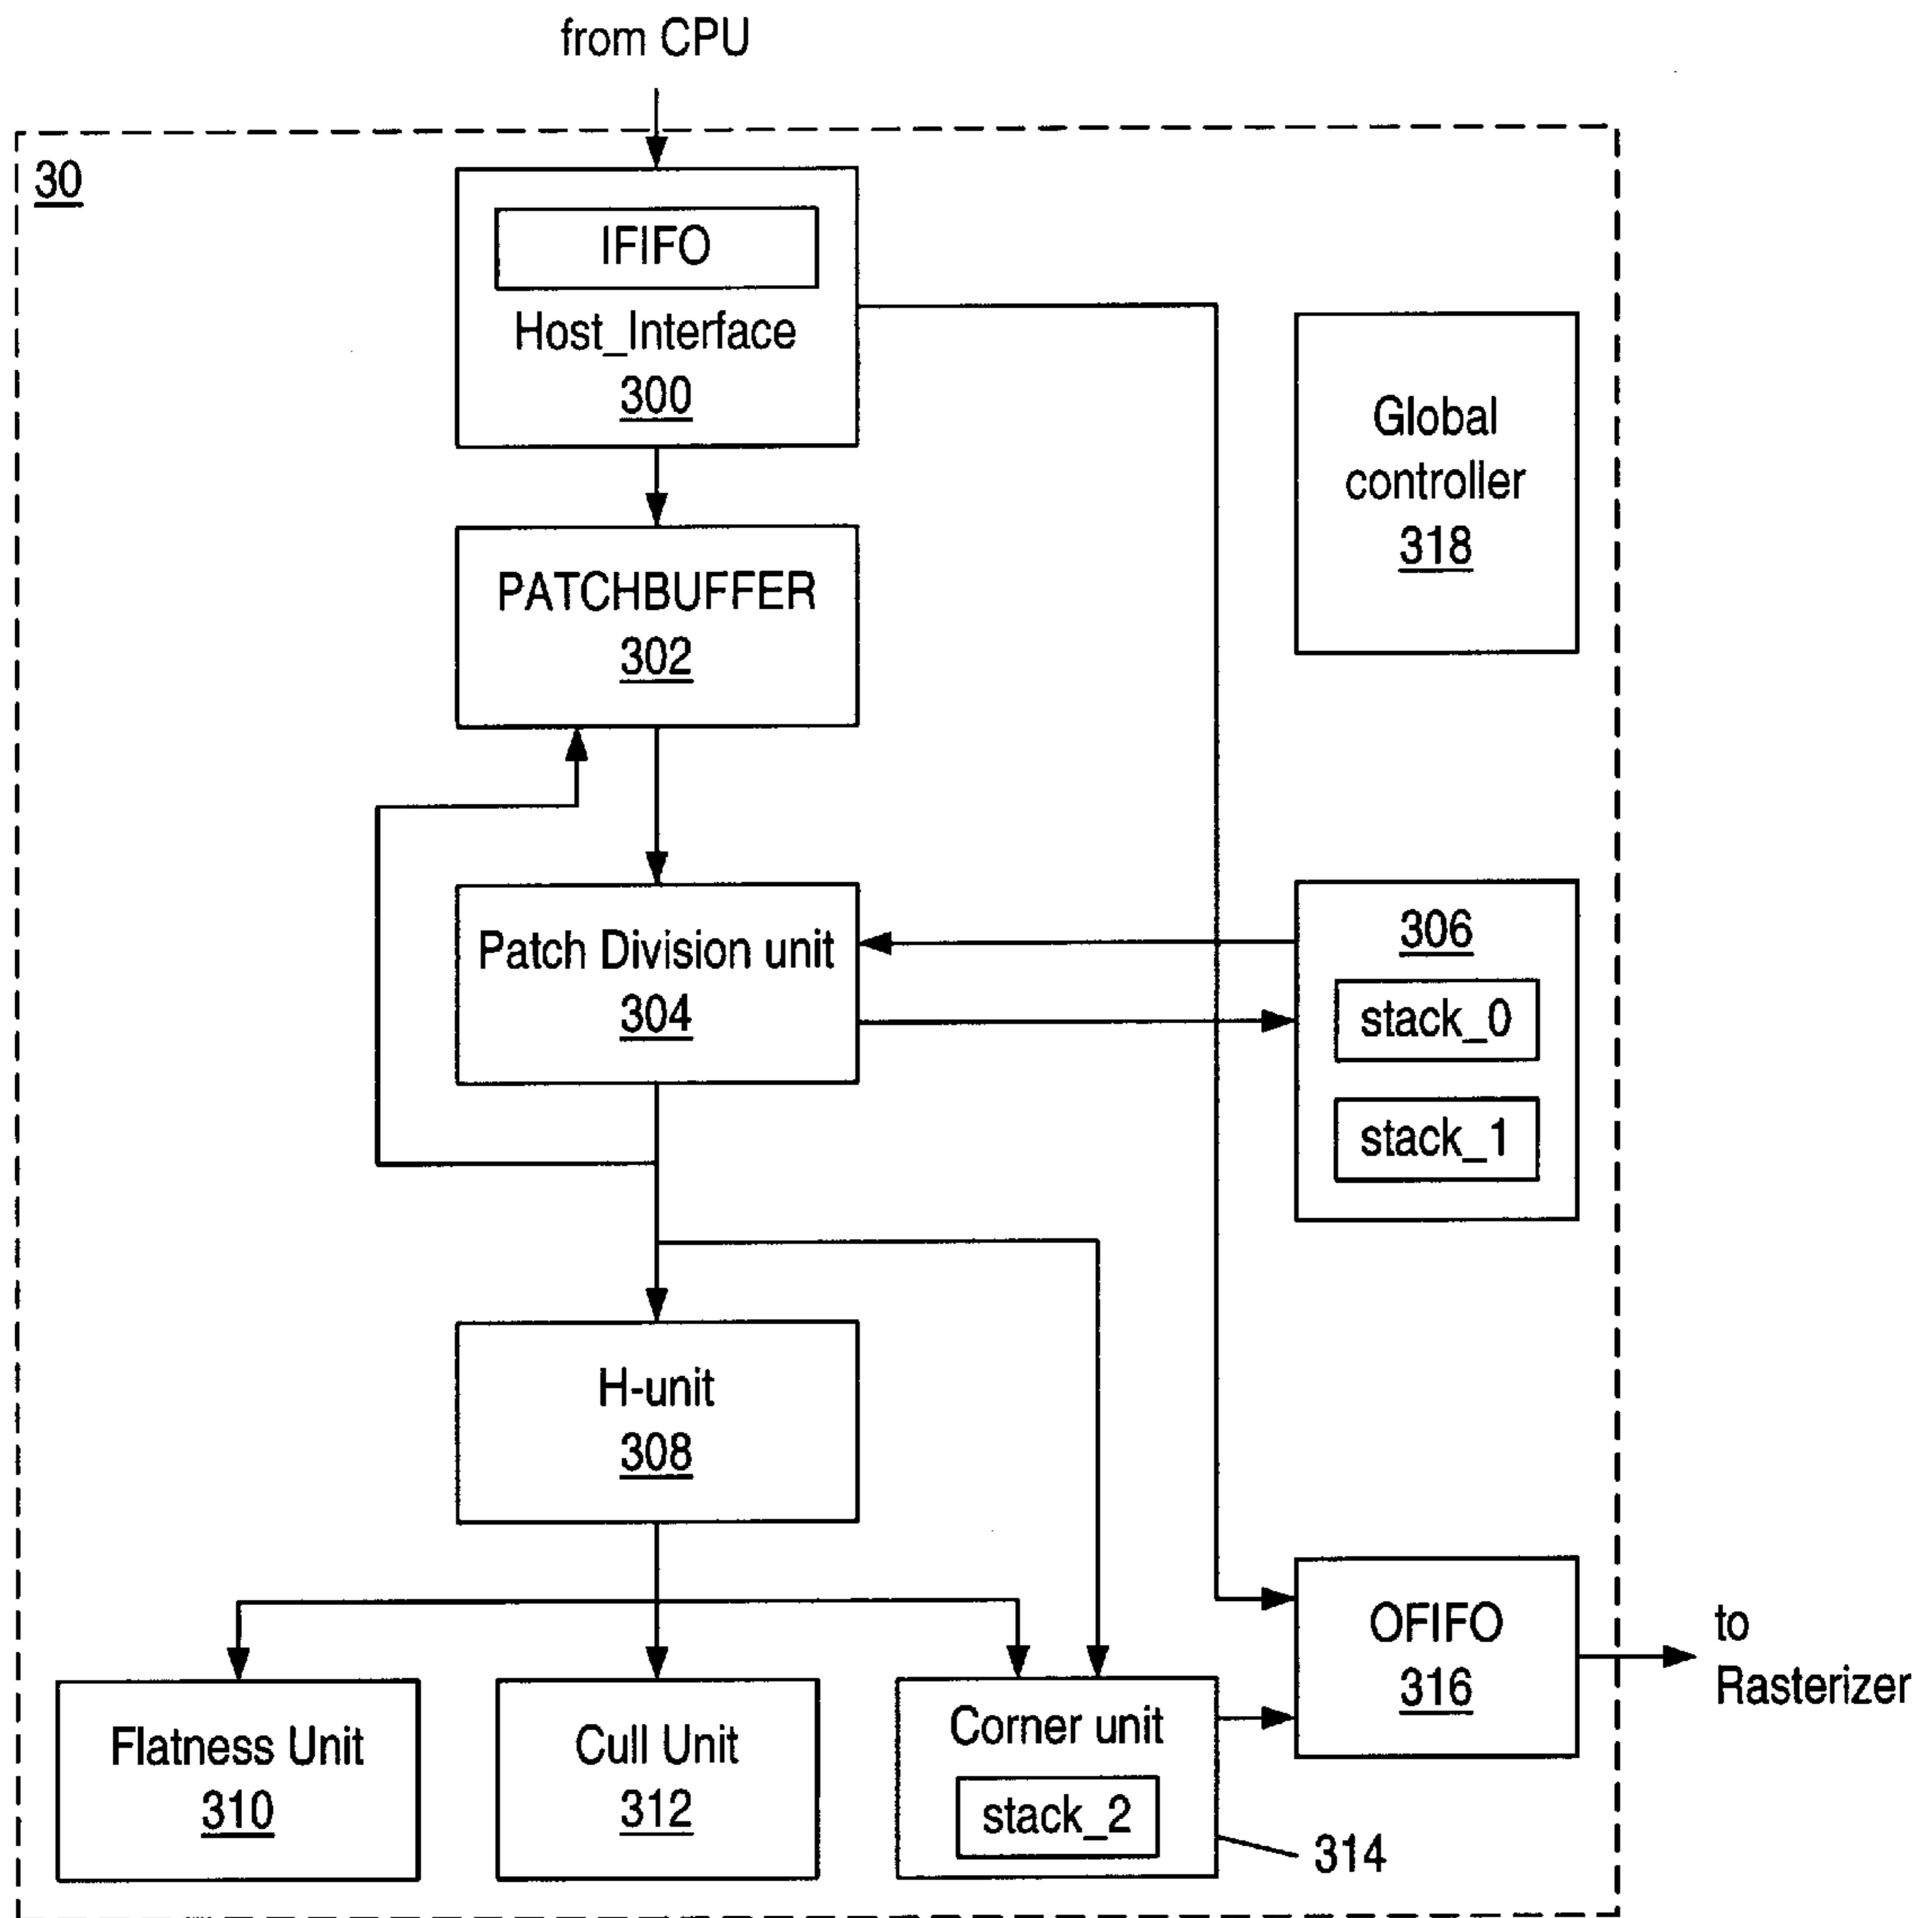 from CPU
30
IFIFO
Host_Interface
300
Global
controller
318
PATCHBUFFER
302
Patch Division unit
304
306
stack_0
stack_1
H-unit
308
Flatness Unit
310
Cull Unit
312
Corner unit
stack_2
314
OFIFO
316
to
Rasterizer